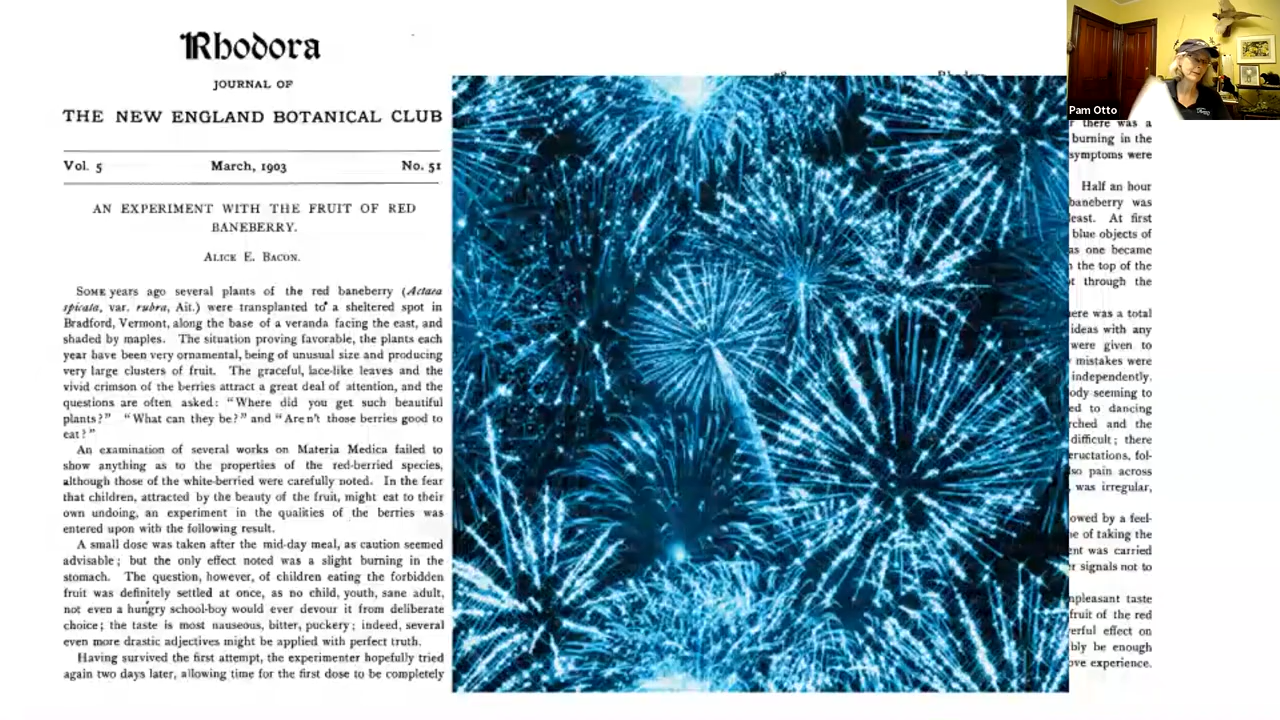 Rhodora
JOURNAL OF
THE NEW ENGLAND BOTANICAL CLUB
Vol. 5 March, 1903 No. 51
AN EXPERIMENT WITH THE FRUIT OF RED
BANEBERRY.
ALICE E. BACON.
SOME years ago several plants of the red baneberry (Actaea
spicata, var. rubra, Ait.) were transplanted to a sheltered spot in
Bradford, Vermont, along the base of a veranda facing the east, and
shaded by maples. The situation proving favorable, the plants each
year have been very ornamental, being of unusual size and producing
very large clusters of fruit. The graceful, lace-like leaves and the
vivid crimson of the berries attract a great deal of attention, and the
questions are often asked: "Where did you get such beautiful
plants?" "What can they be?" and "Aren't those berries good to
eat?"
An examination of several works on Materia Medica failed to
show anything as to the properties of the red-berried species,
although those of the white-berried were carefully noted. In the fear
that children, attracted by the beauty of the fruit, might eat to their
own undoing, an experiment in the qualities of the berries was
entered upon with the following result.
A small dose was taken after the mid-day meal, as caution seemed
advisable; but the only effect noted was a slight burning in the
stomach. The question, however, of children eating the forbidden
fruit was definitely settled at once, as no child, youth, sane adult,
not even a hungry school-boy would ever devour it from deliberate
choice; the taste is most nauseous, bitter, puckery; indeed, several
even more drastic adjectives might be applied with perfect truth.
Having survived the first attempt, the experimenter hopefully tried
again two days later, allowing time for the first dose to be completely
Pam Otto
there was a
burning in the
symptoms were
Half an hour
baneberry was
least. At first
blue objects of
as one became
the top of the
through the
ere was a total
ideas with any
were given to
mistakes were
independently.
ody seeming to
ed to dancing
rched and the
difficult; there
eructations, fol-
so pain across
was irregular,
owed by a feel-
e of taking the
nt was carried
r signals not to
npleasant taste
fruit of the red
erful effect on
bly be enough
ove experience.